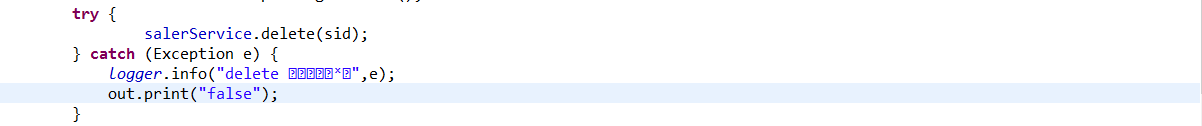 try {
salerService.delete(sid);
} catch (Exception e) {
logger.info("delete ",e);
out.print("false");
}